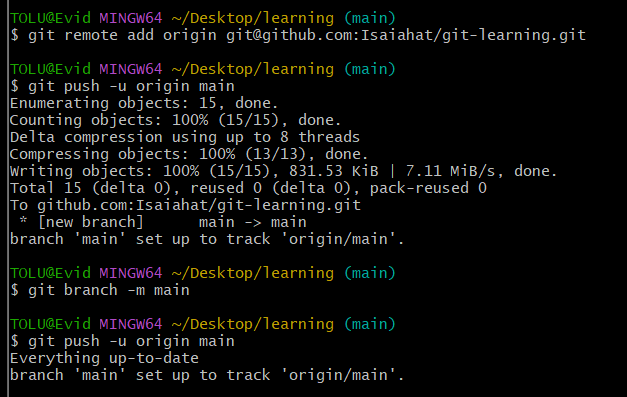 TOLU@Evid MINGW64 ~/Desktop/learning (main)
$ git remote add origin git@github.com:Isaiahat/git-learning.git
TOLU@Evid MINGW64 ~/Desktop/learning (main)
$ git push -u origin main
Enumerating objects: 15, done.
Counting objects: 100% (15/15), done.
Delta compression using up to 8 threads
Compressing objects: 100% (13/13), done.
Writing objects: 100% (15/15), 831.53 KiB | 7.11 MiB/s, done.
Total 15 (delta 0), reused 0 (delta 0), pack-reused 0
To github.com:Isaiahat/git-learning.git
 * [new branch]      main -> main
branch 'main' set up to track 'origin/main'.
TOLU@Evid MINGW64 ~/Desktop/learning (main)
$ git branch -m main
TOLU@Evid MINGW64 ~/Desktop/learning (main)
$ git push -u origin main
Everything up-to-date
branch 'main' set up to track 'origin/main'.